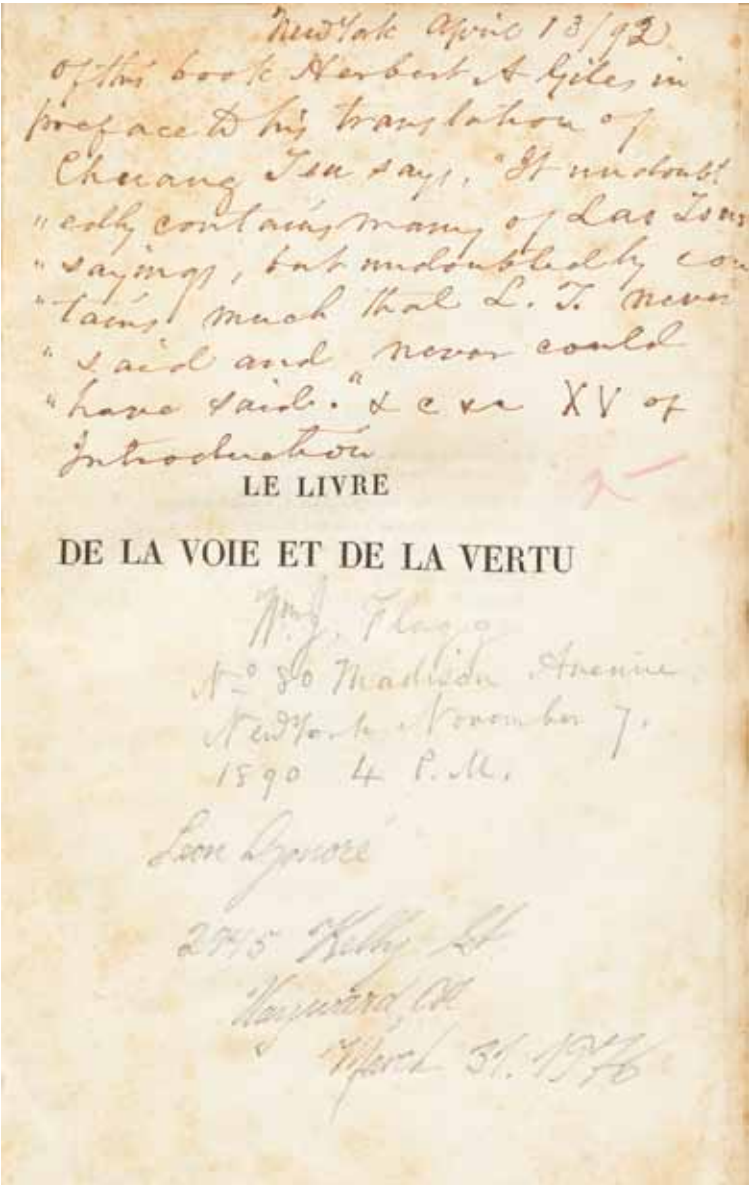 New York April 13/92
Of this book Herbert A Giles in
preface to his translation of
Chuang Tsu says, "It undoubt
"edly contains many of Lao Tsu's
"sayings, but undoubtedly con
"tains much that L. T. never
"said and never could
"have said." &c &c XV of
Introduction
LE LIVRE
DE LA VOIE ET DE LA VERTU
Wm J. Flagg
No 80 Madison Avenue
New York November 7.
1890 4 P.M.
Leon
Kelly St
Hayward, CA
March 31. 1976